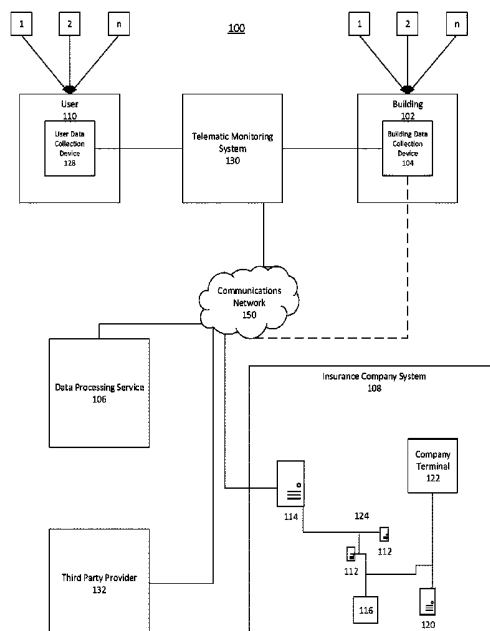 100
1
2
n
1
2
n
User
110
User Data
Collection
Device
128
Telematic Monitoring
System
130
Building
102
Building Data
Collection
Device
104
Communications
Network
150
Data Processing Service
106
Insurance Company System
108
Company
Terminal
122
114
124
112
112
116
120
Third Party Provider
132